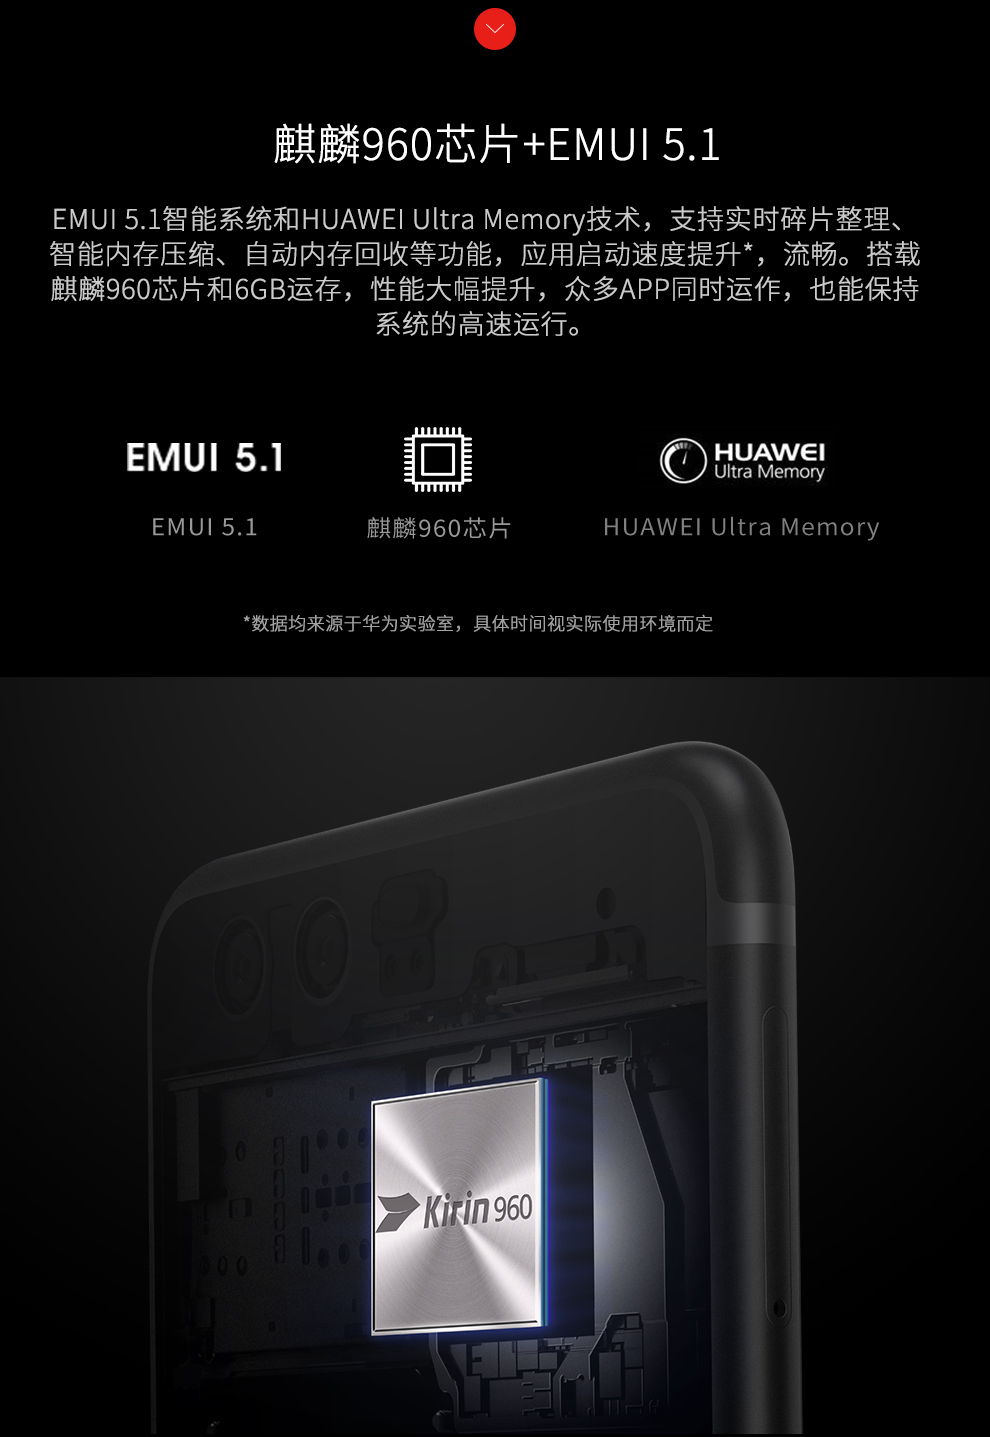 麒麟960芯片+EMUI 5.1
EMUI 5.1智能系统和HUAWEI Ultra Memory技术，支持实时碎片整理、
智能内存压缩、自动内存回收等功能，应用启动速度提升*，流畅。搭载
麒麟960芯片和6GB运存，性能大幅提升，众多APP同时运作，也能保持
系统的高速运行。
EMUI 5.1
HUAWEI
Ultra Memory
EMUI 5.1
麒麟960芯片
HUAWEI Ultra Memory
*数据均来源于华为实验室，具体时间视实际使用环境而定
Kirin 960